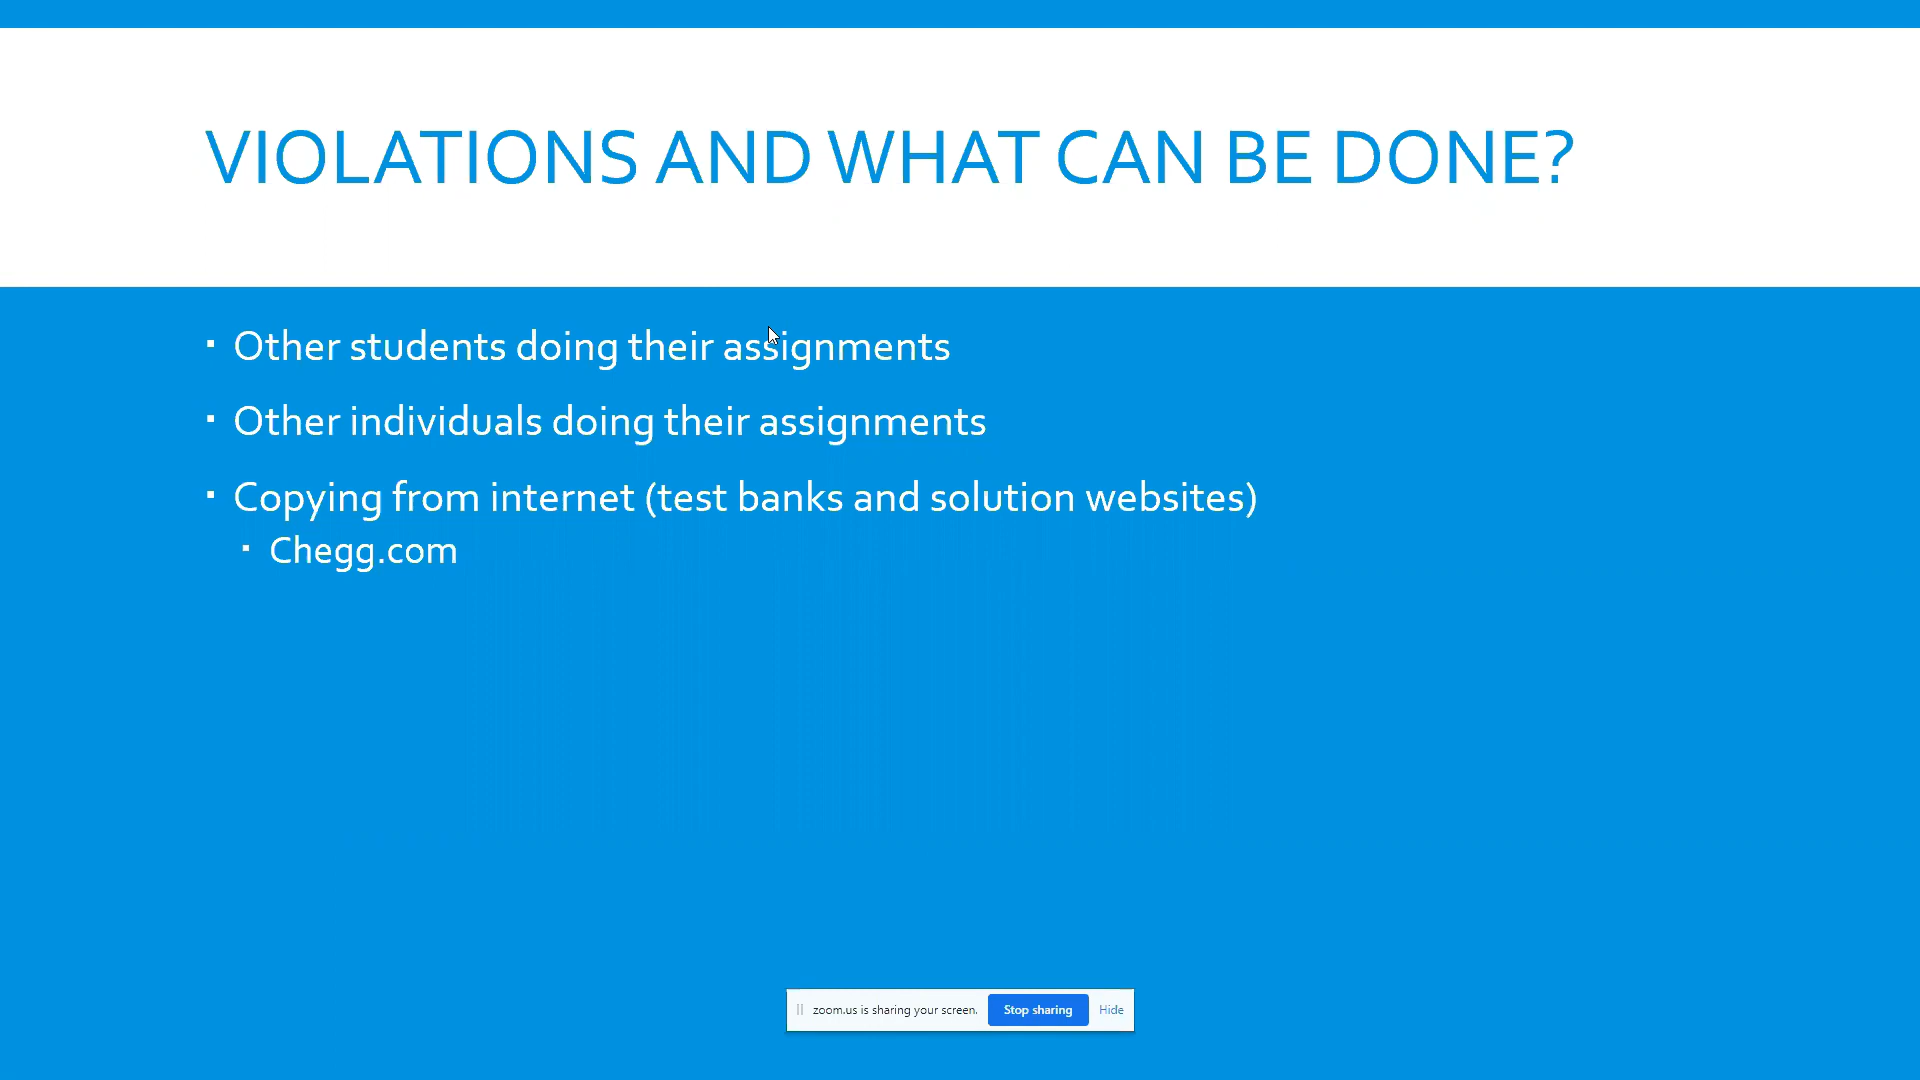 VIOLATIONS AND WHAT CAN BE DONE?
▪ Other students doing their assignments
▪ Other individuals doing their assignments
▪ Copying from internet (test banks and solution websites)
▪ Chegg.com
zoom.us is sharing your screen. Stop sharing Hide